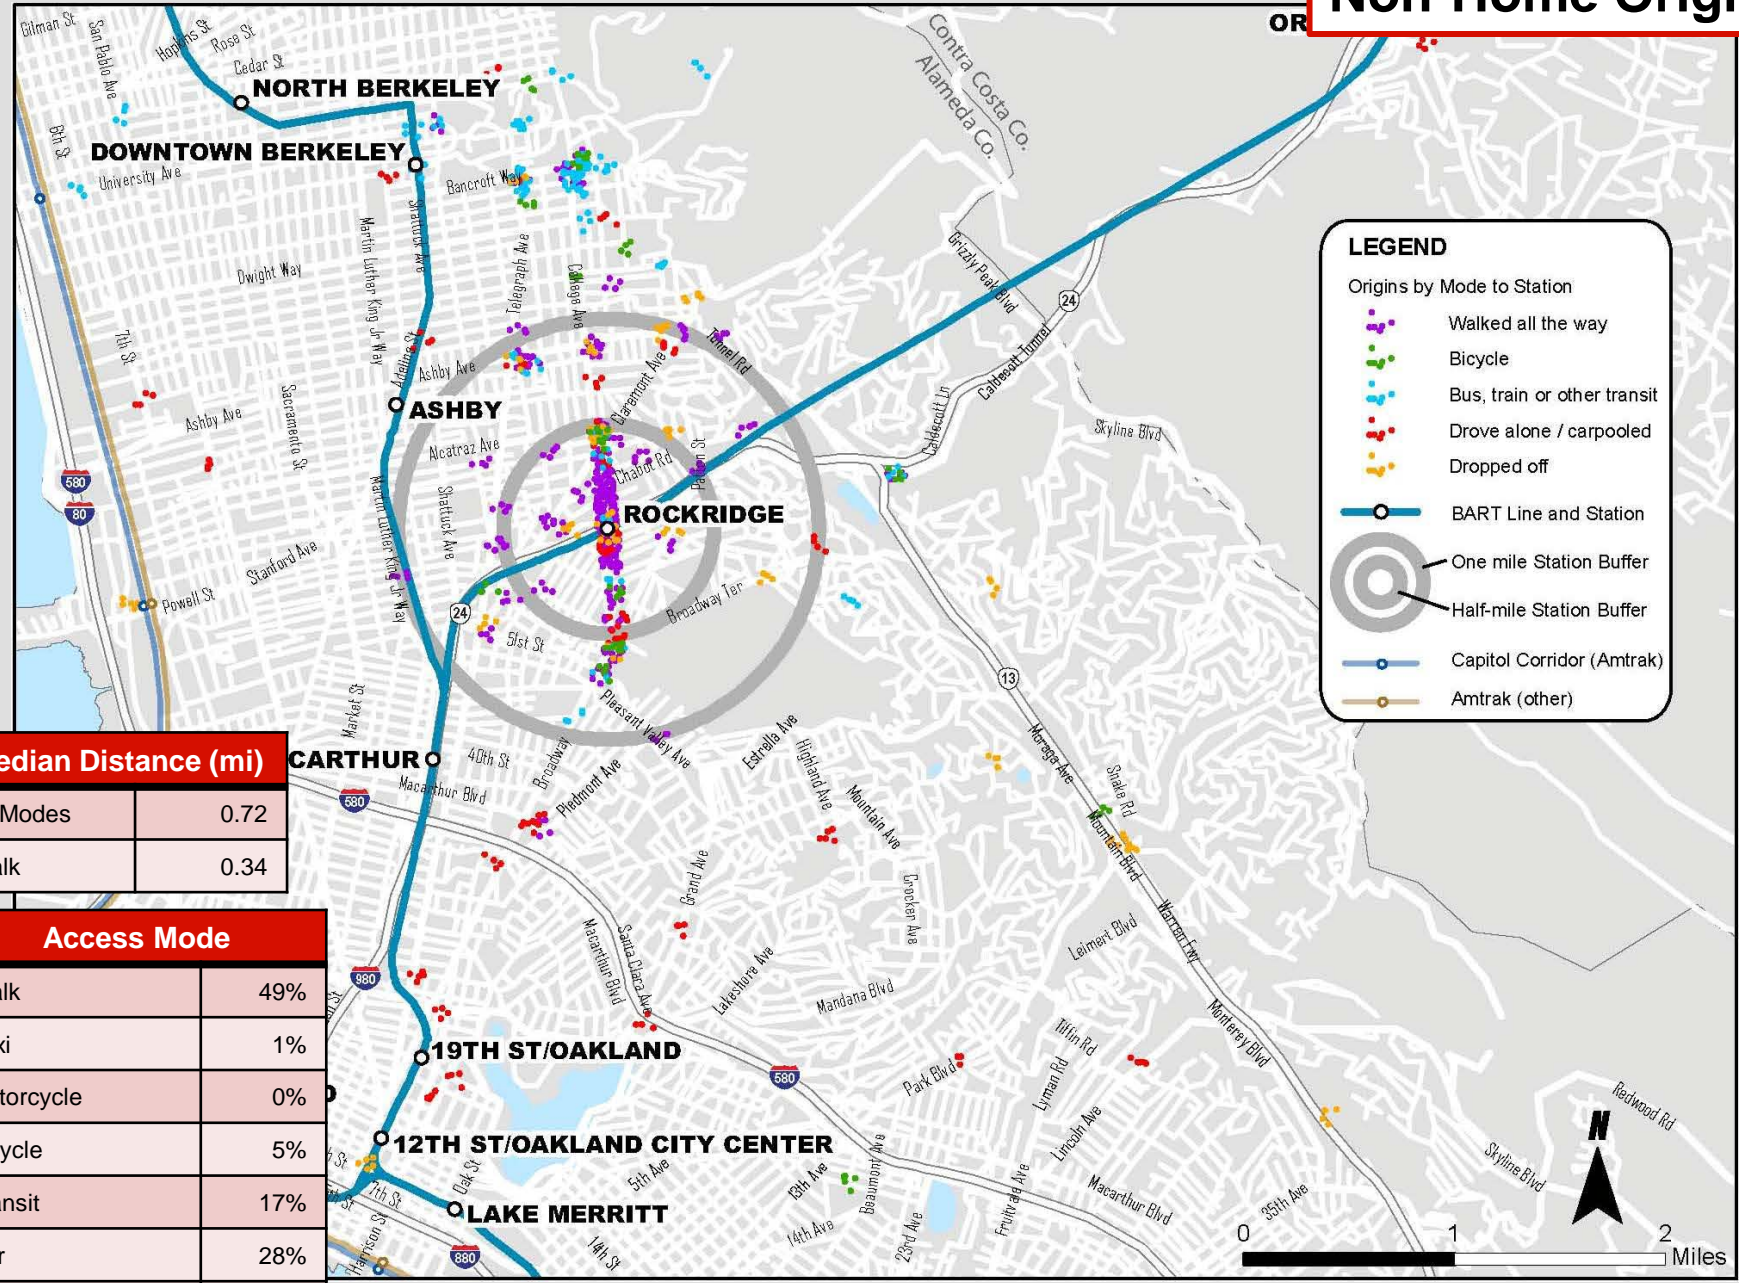 Non-Home Origi
OR
Gilman St
San Pablo Ave
Hopkins St
Rose St
Cedar St
NORTH BERKELEY
Contra Costa Co.
Alameda Co.
6th St
DOWNTOWN BERKELEY
University Ave
Bancroft Way
Shattuck Ave
Martin Luther King Jr Way
Dwight Way
Telegraph Ave
College Ave
Grizzly Peak Blvd
24
Caldecott Tunnel
LEGEND
Origins by Mode to Station
Walked all the way
Bicycle
Bus, train or other transit
Drove alone / carpooled
Dropped off
BART Line and Station
One mile Station Buffer
Half-mile Station Buffer
Capitol Corridor (Amtrak)
Amtrak (other)
7th St
Adeline St
Ashby Ave
Tunnel Rd
Claremont Ave
ASHBY
Ashby Ave
Sacramento St
Alcatraz Ave
Chabot Rd
Patton St
Caldecott Ln
Skyline Blvd
580
80
Martin Luther King Jr Way
Shattuck Ave
ROCKRIDGE
Stanford Ave
Powell St
24
51st St
Broadway Ter
13
Market St
Pleasant Valley Ave
Estrella Ave
Highland Ave
Moraga Ave
Snake Rd
CARTHUR
40th St
Broadway
Piedmont Ave
Macarthur Blvd
580
Mountain Ave
Mountain Blvd
edian Distance (mi)
Modes 0.72
alk 0.34
Grand Ave
Crocker Ave
Macarthur Blvd
Santa Clara Ave
Lakeshore Ave
Mandana Blvd
Leimert Blvd
Warren Fwy
Monterey Blvd
Access Mode
alk 49%
xi 1%
torcycle 0%
ycle 5%
ansit 17%
r 28%
980
19TH ST/OAKLAND
580
Park Blvd
Tiffin Rd
Lyman Rd
Lincoln Ave
Redwood Rd
Skyline Blvd
12TH ST/OAKLAND CITY CENTER
7th St
Oak St
5th Ave
13th Ave
14th Ave
Beaumont Ave
23rd Ave
Fruitvale Ave
Macarthur Blvd
35th Ave
LAKE MERRITT
Harrison St
880
14th St
N
0 1 2
Miles